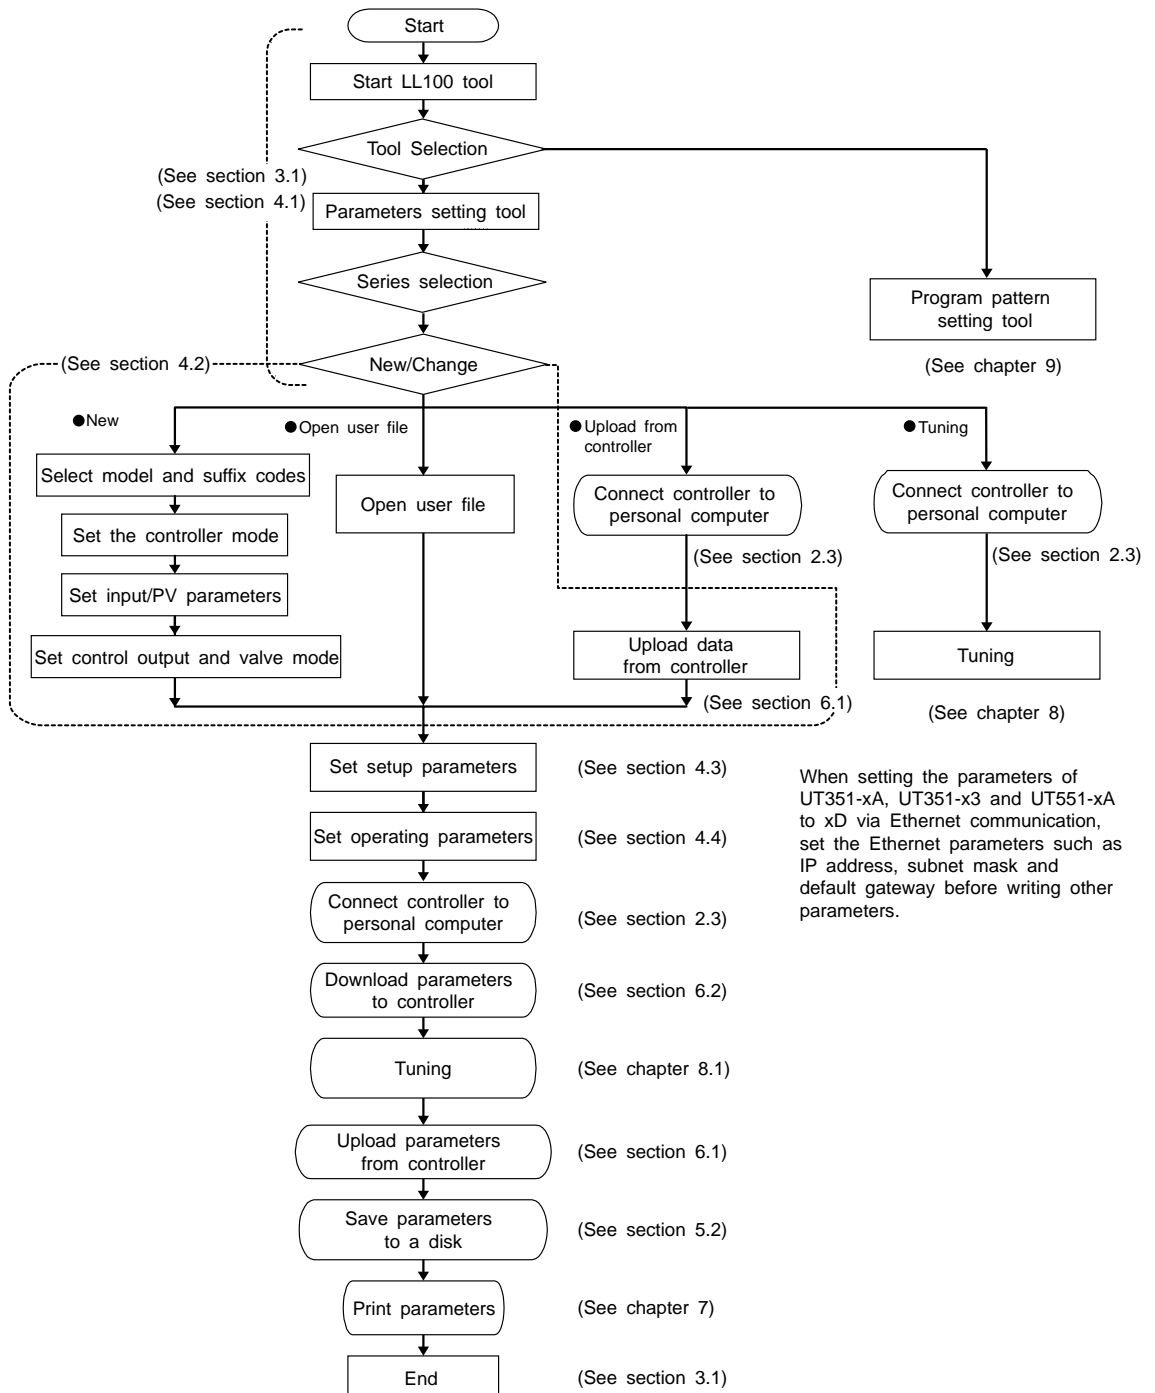 Start
Start LL100 tool
Tool Selection
(See section 3.1)
(See section 4.1)
Parameters setting tool
Series selection
Program pattern
setting tool
(See section 4.2)
New/Change
(See chapter 9)
●New
●Open user file
●Upload from
controller
●Tuning
Select model and suffix codes
Set the controller mode
Set input/PV parameters
Set control output and valve mode
Open user file
Connect controller to
personal computer
(See section 2.3)
Upload data
from controller
(See section 6.1)
Connect controller to
personal computer
(See section 2.3)
Tuning
(See chapter 8)
Set setup parameters
(See section 4.3)
When setting the parameters of
UT351-xA, UT351-x3 and UT551-xA
to xD via Ethernet communication,
set the Ethernet parameters such as
IP address, subnet mask and
default gateway before writing other
parameters.
Set operating parameters
(See section 4.4)
Connect controller to
personal computer
(See section 2.3)
Download parameters
to controller
(See section 6.2)
Tuning
(See chapter 8.1)
Upload parameters
from controller
(See section 6.1)
Save parameters
to a disk
(See section 5.2)
Print parameters
(See chapter 7)
End
(See section 3.1)